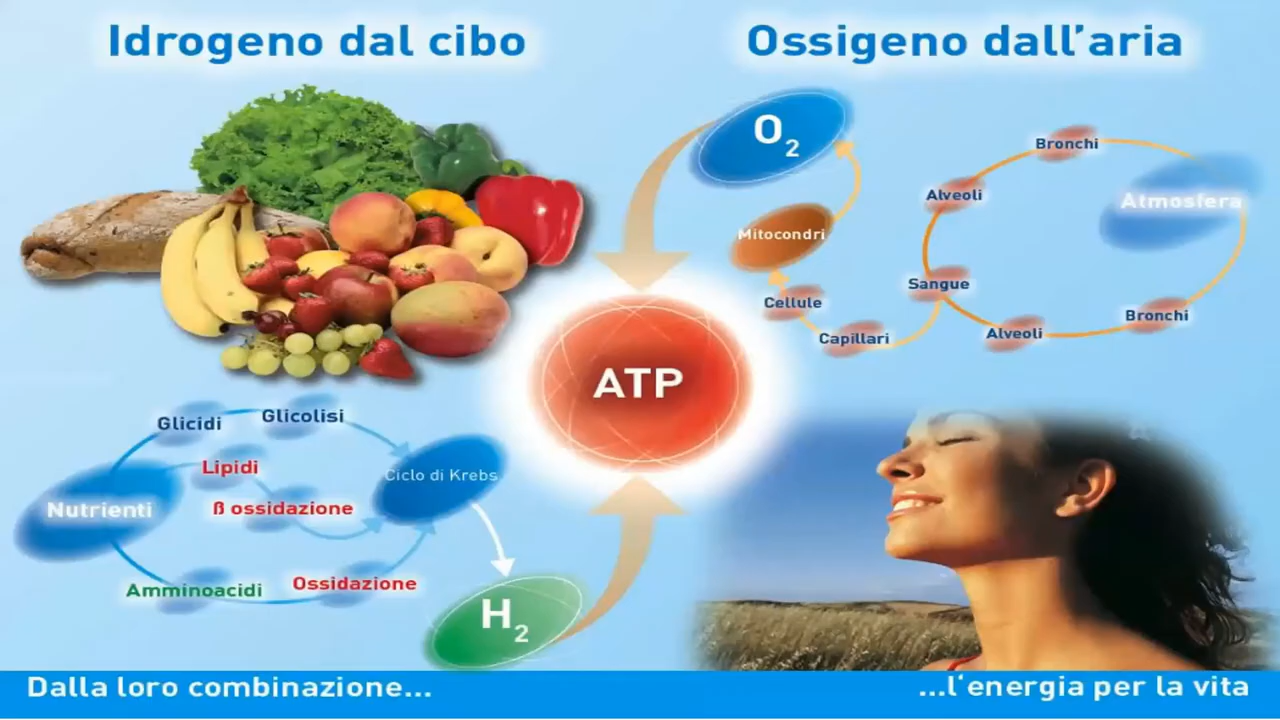 Idrogeno dal cibo
Ossigeno dall'aria
O2
Bronchi
Alveoli
Atmosfera
Mitocondri
Sangue
Cellule
Bronchi
Alveoli
Capillari
ATP
Glicidi
Glicolisi
Lipidi
Ciclo di Krebs
Nutrienti
ß ossidazione
Amminoacidi
Ossidazione
H2
Dalla loro combinazione...
...l'energia per la vita